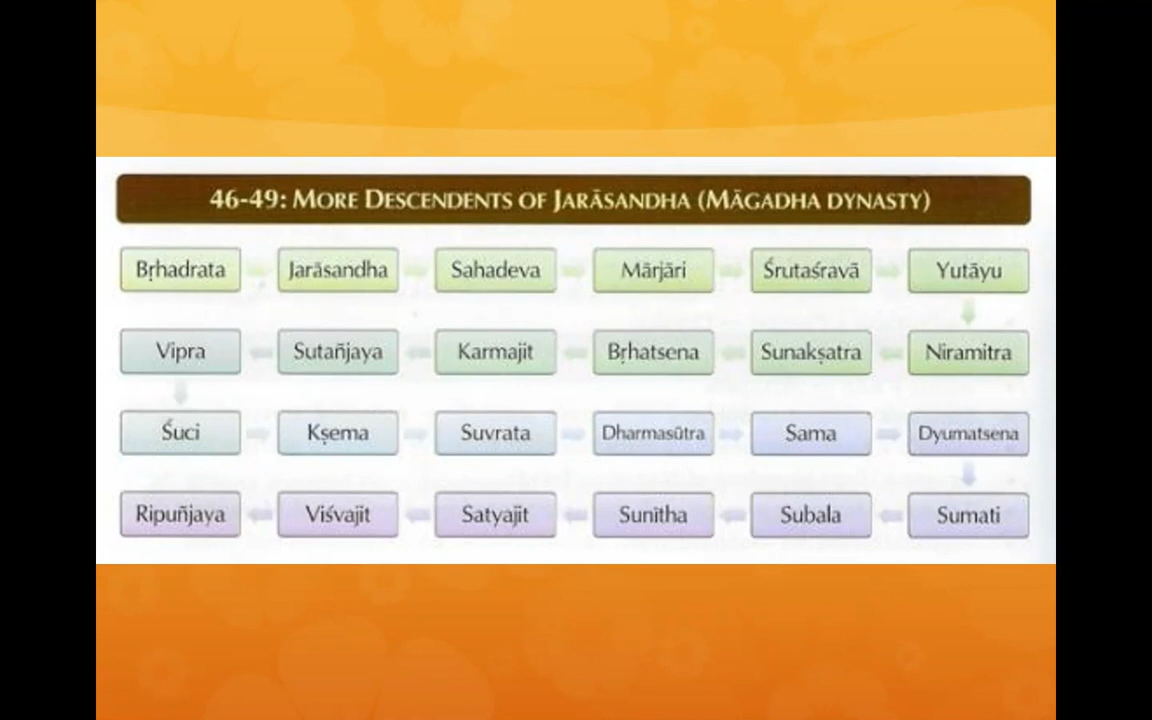 46-49: MORE DESCENDENTS OF JARĀSANDHA (MĀGADHA DYNASTY)
Bṛhadrata Jarāsandha Sahadeva Mārjāri Śrutaśravā Yutāyu
Vipra Sutañjaya Karmajit Bṛhatsena Sunakṣatra Niramitra
Śuci Kṣema Suvrata Dharmasūtra Sama Dyumatsena
Ripuñjaya Viśvajit Satyajit Sunītha Subala Sumati